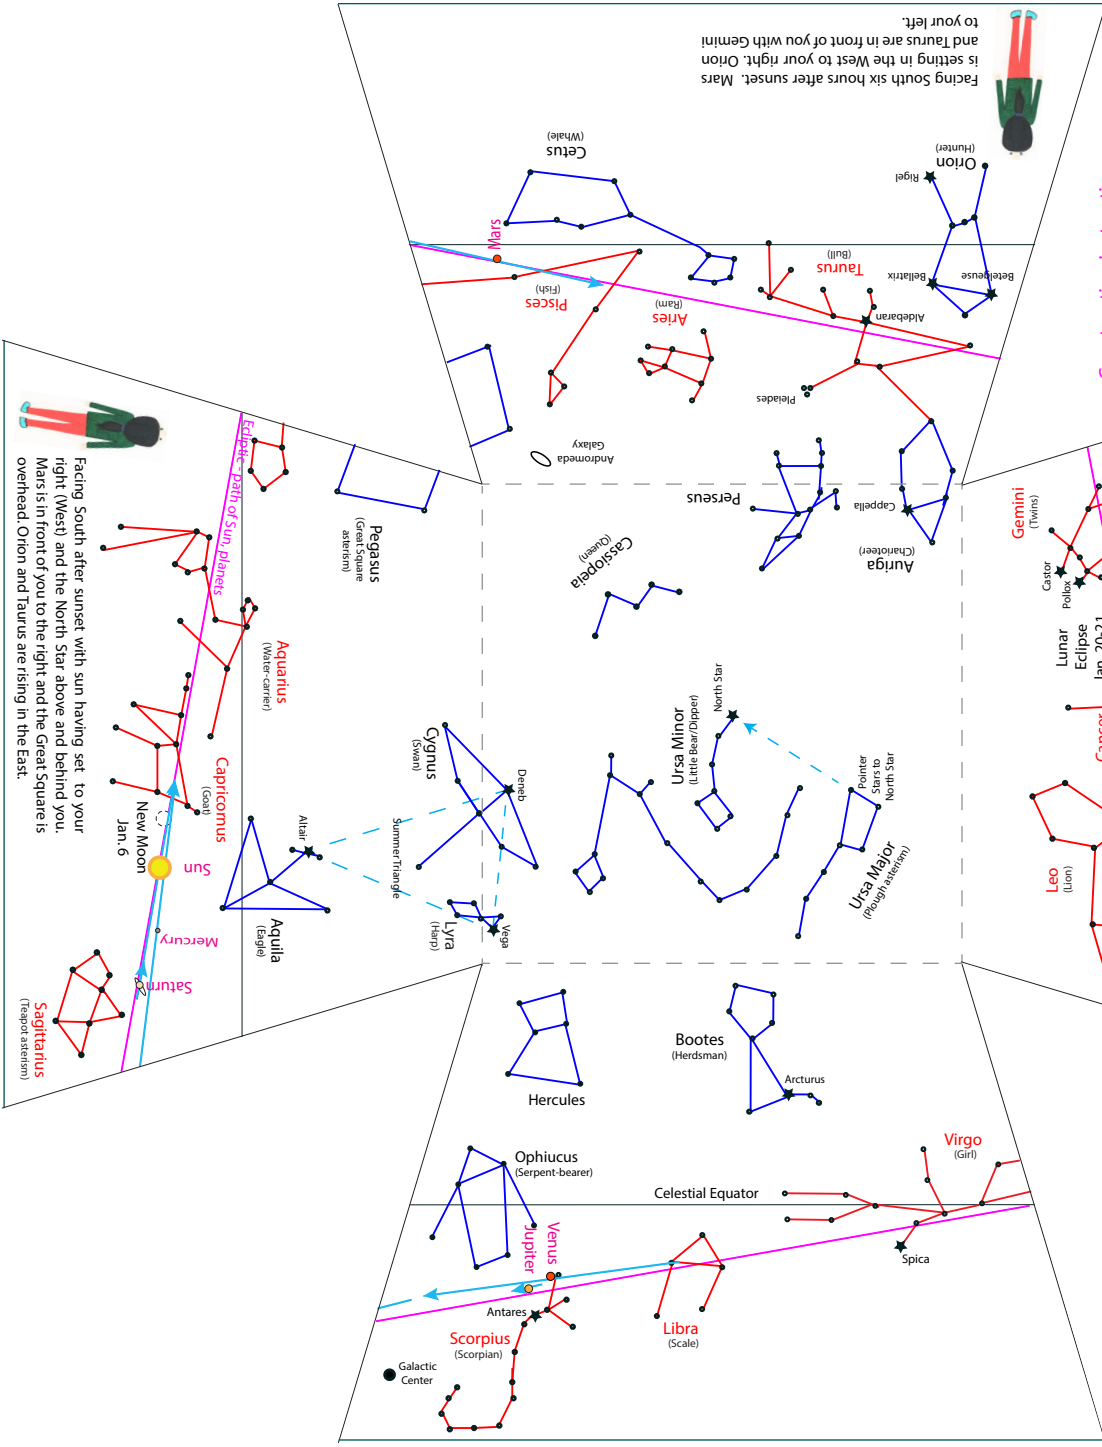 Facing South six hours after sunset. Mars
is setting in the West to your right. Orion
and Taurus are in front of you with Gemini
to your left.
Cetus
(Whale)
Orion
(Hunter)
Rigel
Mars
Taurus
(Bull)
Bellatrix
Betelgeuse
Pisces
(Fish)
Aries
(Ram)
Aldebaran
Pleiades
Andromeda
Galaxy
Perseus
Cappella
Auriga
(Charioteer)
Cassiopeia
(Queen)
Gemini
(Twins)
Castor
Pollox
Lunar
Eclipse
Jan. 20-21
Cancer
Leo
(Lion)
Facing South after sunset with sun having set to your
right (West) and the North Star above and behind you.
Mars is in front of you to the right and the Great Square is
overhead. Orion and Taurus are rising in the East.
Ecliptic - path of Sun, planets
Pegasus
(Great Square
asterism)
Aquarius
(Water-carrier)
Capricornus
(Goat)
New Moon
Jan. 6
Sun
Mercury
Saturn
Sagittarius
(Teapot asterism)
Altair
Aquila
(Eagle)
Summer Triangle
Cygnus
(Swan)
Deneb
Lyra
(Harp)
Vega
North Star
Ursa Minor
(Little Bear/Dipper)
Pointer
Stars to
North Star
Ursa Major
(Plough asterism)
Hercules
Bootes
(Herdsman)
Arcturus
Ophiucus
(Serpent-bearer)
Celestial Equator
Virgo
(Girl)
Spica
Venus
Jupiter
Antares
Scorpius
(Scorpian)
Libra
(Scale)
Galactic
Center